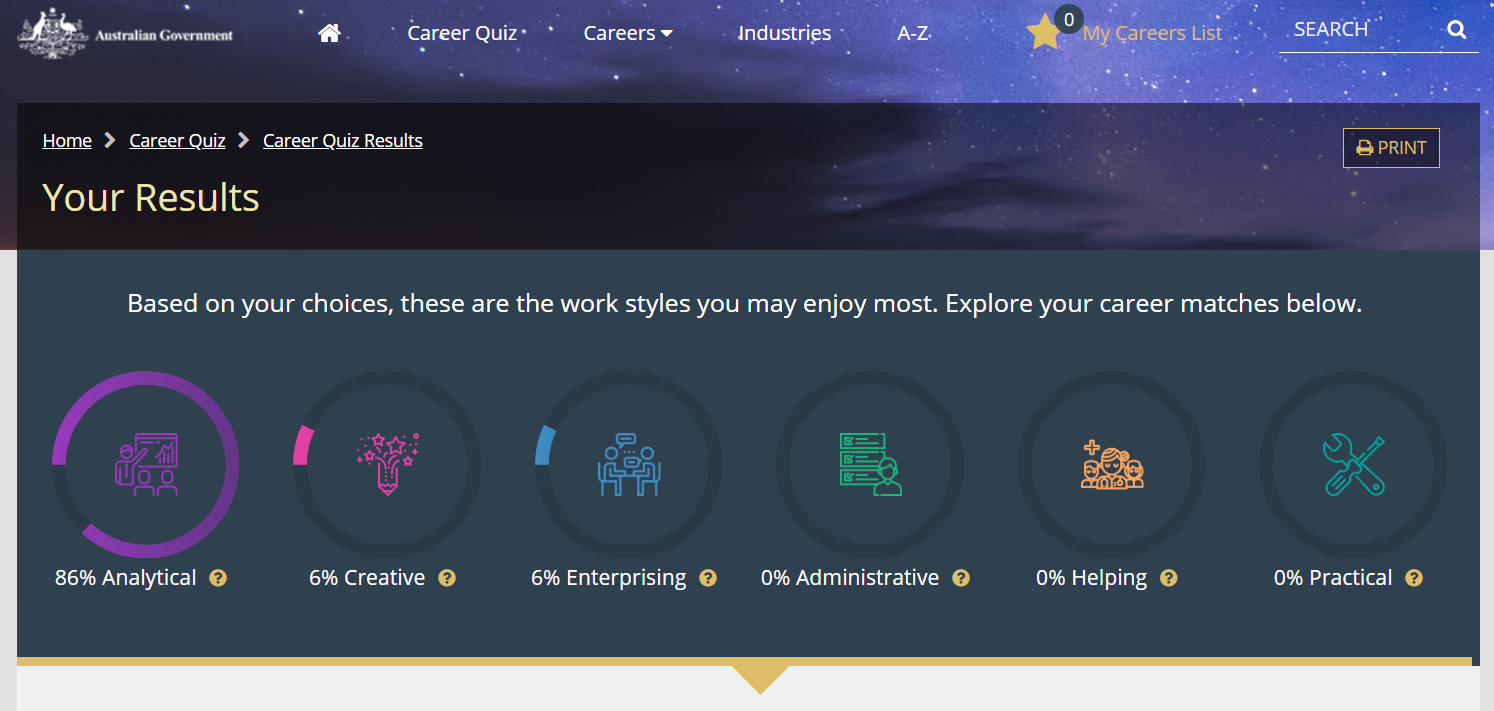 Australian Government
Career Quiz
Careers
Industries
A-Z
0
My Careers List
SEARCH
Home
Career Quiz
Career Quiz Results
PRINT
Your Results
Based on your choices, these are the work styles you may enjoy most. Explore your career matches below.
86% Analytical ?
6% Creative ?
6% Enterprising ?
0% Administrative ?
0% Helping ?
0% Practical ?